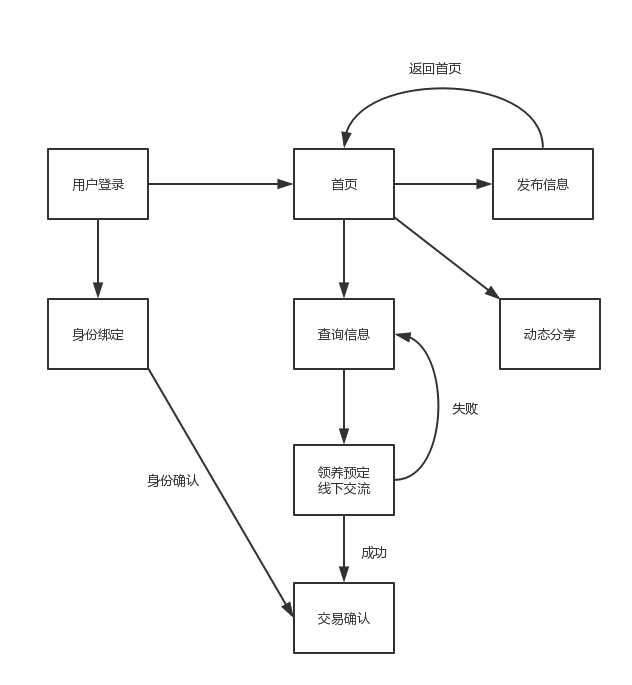 返回首页
用户登录
首页
发布信息
身份绑定
查询信息
动态分享
失败
领养预定
线下交流
身份确认
成功
交易确认